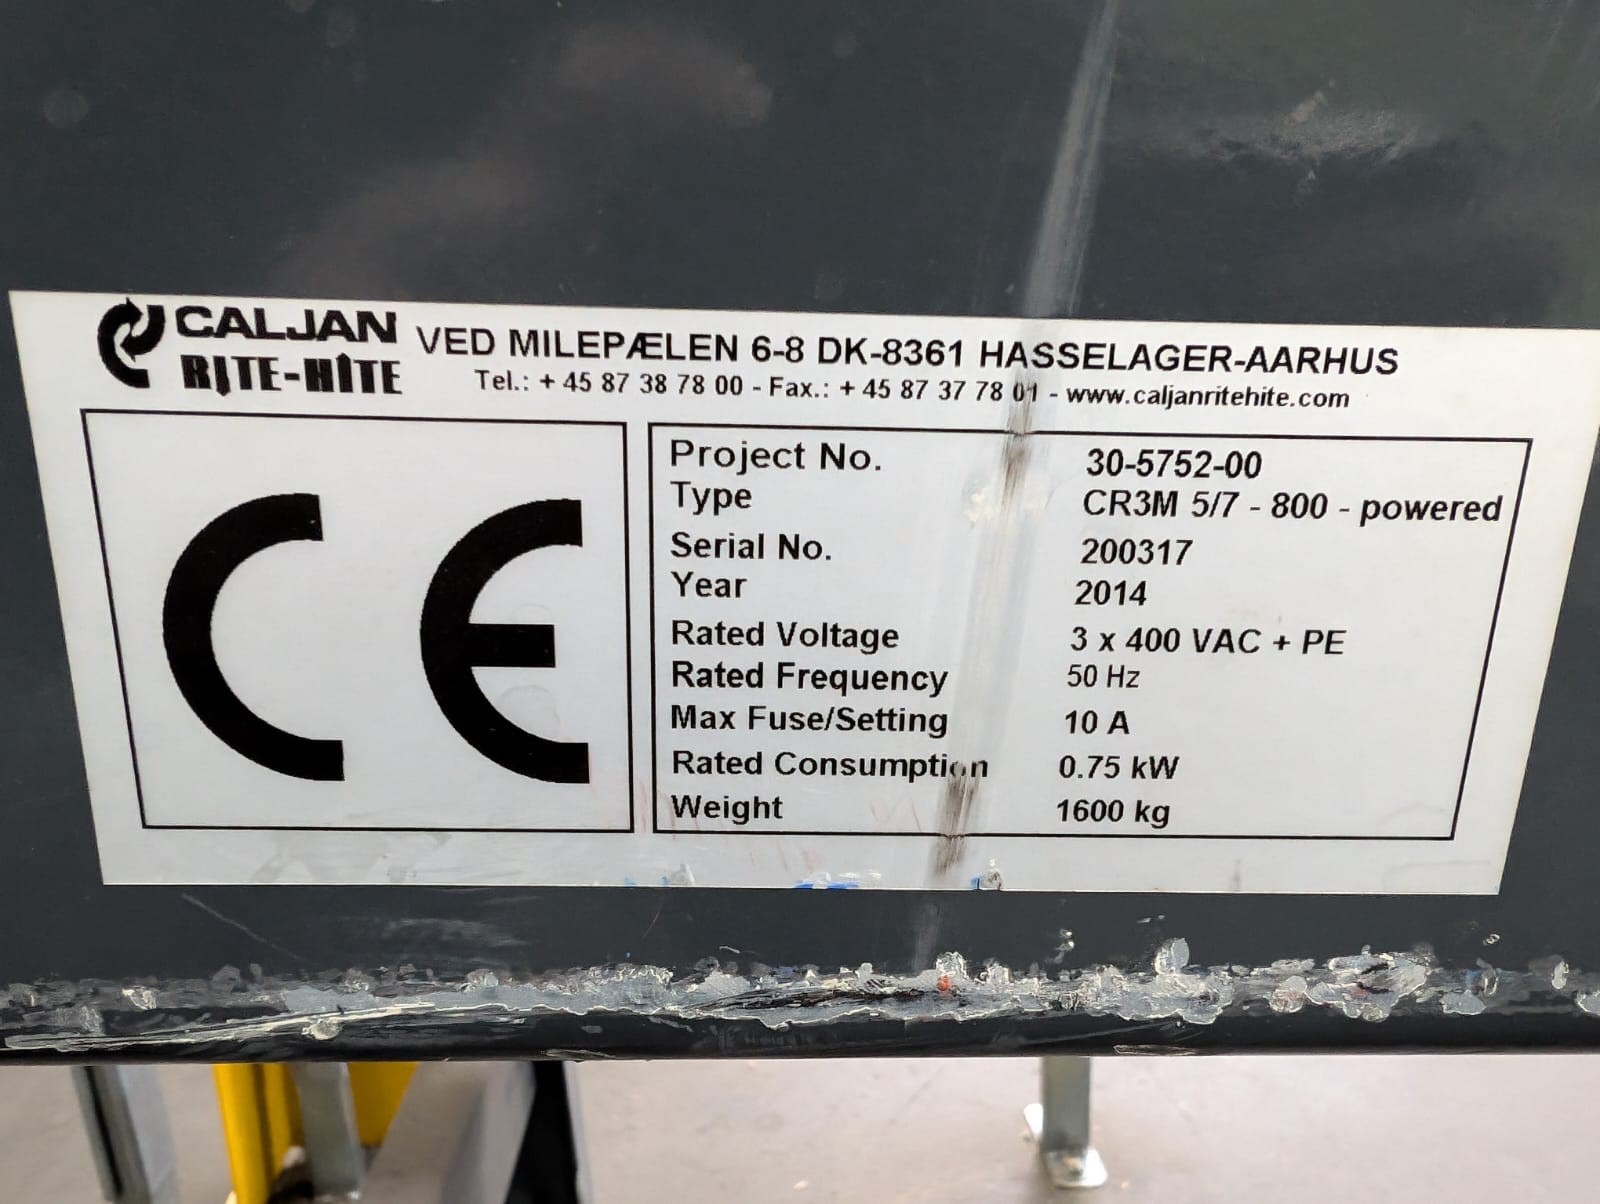 CALJAN
RITE-HITE
VED MILEPÆLEN 6-8 DK-8361 HASSELAGER-AARHUS
Tel.: + 45 87 38 78 00 - Fax.: + 45 87 37 78 01 - www.caljanritehite.com
CE
Project No. 30-5752-00
Type CR3M 5/7 - 800 - powered
Serial No. 200317
Year 2014
Rated Voltage 3 x 400 VAC + PE
Rated Frequency 50 Hz
Max Fuse/Setting 10 A
Rated Consumption 0.75 kW
Weight 1600 kg